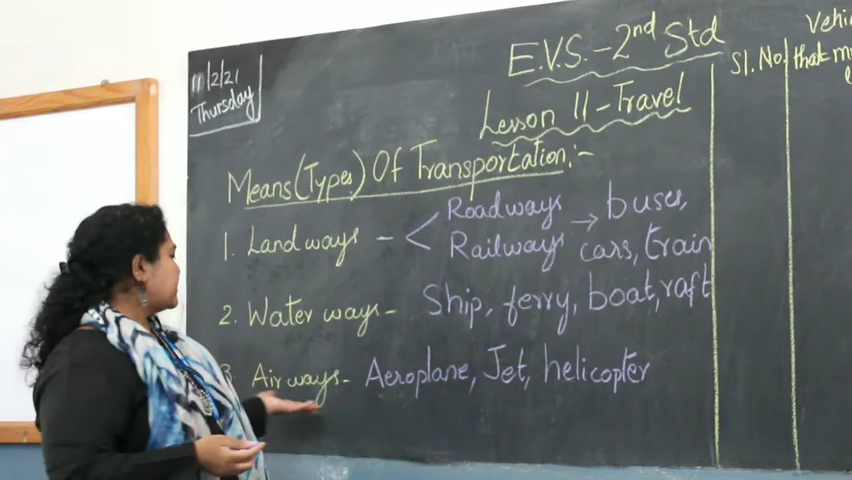 11/2/21
Thursday
E.V.S. - 2nd Std
Lesson 11 - Travel
Means (Types) Of Transportation :-
1. Landways - < Roadways → buses,
Railways cars, train
2. Water ways - Ship, ferry, boat, raft
3. Air ways - Aeroplane, Jet, helicopter
Sl. No.
that